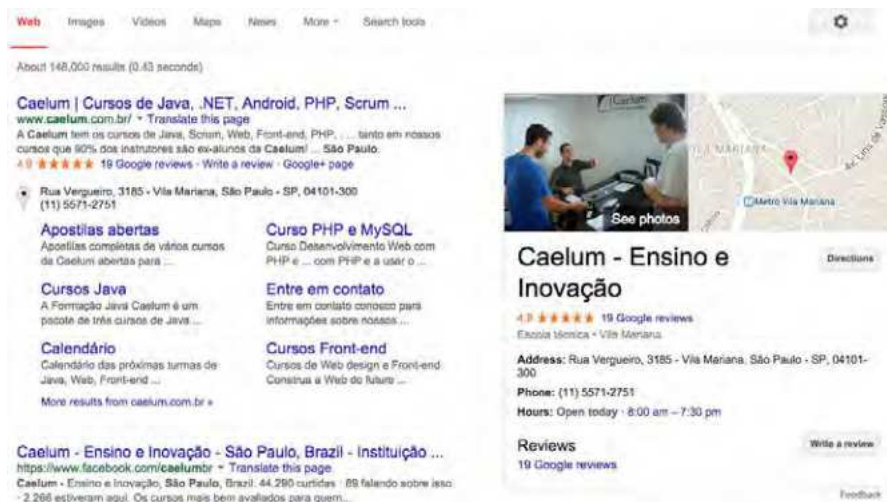 Web Images Videos Maps News More Search tools
About 148,000 results (0.43 seconds)
Caelum | Cursos de Java, .NET, Android, PHP, Scrum ...
www.caelum.com.br/ Translate this page
A Caelum tem os cursos de Java, Scrum, Web, Front-end, PHP, . . . tanto em nossos
cursos que 90% dos instrutores são ex-alunos da Caelum! ... São Paulo.
4.9 ★★★★★ 19 Google reviews · Write a review · Google+ page
Rua Vergueiro, 3185 - Vila Mariana, São Paulo - SP, 04101-300
(11) 5571-2751
Apostilas abertas
Apostilas completas de vários cursos
da Caelum abertas para ...
Curso PHP e MySQL
Curso Desenvolvimento Web com
PHP e ... com PHP e a usar o ...
Cursos Java
A Formação Java Caelum é um
pacote de três cursos de Java ...
Entre em contato
Entre em contato conosco para
informações sobre nossos ...
Calendário
Calendário das próximas turmas de
Java, Web, Front-end ...
Cursos Front-end
Cursos de Web design e Front-end
Construa a Web do futuro ...
More results from caelum.com.br »
Caelum - Ensino e Inovação - São Paulo, Brazil - Instituição ...
https://www.facebook.com/caelumbr Translate this page
Caelum - Ensino e Inovação, São Paulo, Brazil. 44.290 curtidas · 89 falando sobre isso
· 2.266 estiveram aqui. Os cursos mais bem avaliados para quem...
Caelum
See photos
VILA MARIANA
Av. Lins de Vasconc
Metrô Vila Mariana
Caelum - Ensino e
Inovação
Directions
4.9 ★★★★★ 19 Google reviews
Escola técnica · Vila Mariana
Address: Rua Vergueiro, 3185 - Vila Mariana, São Paulo - SP, 04101-
300
Phone: (11) 5571-2751
Hours: Open today · 8:00 am – 7:30 pm
Reviews
Write a review
19 Google reviews
Feedback